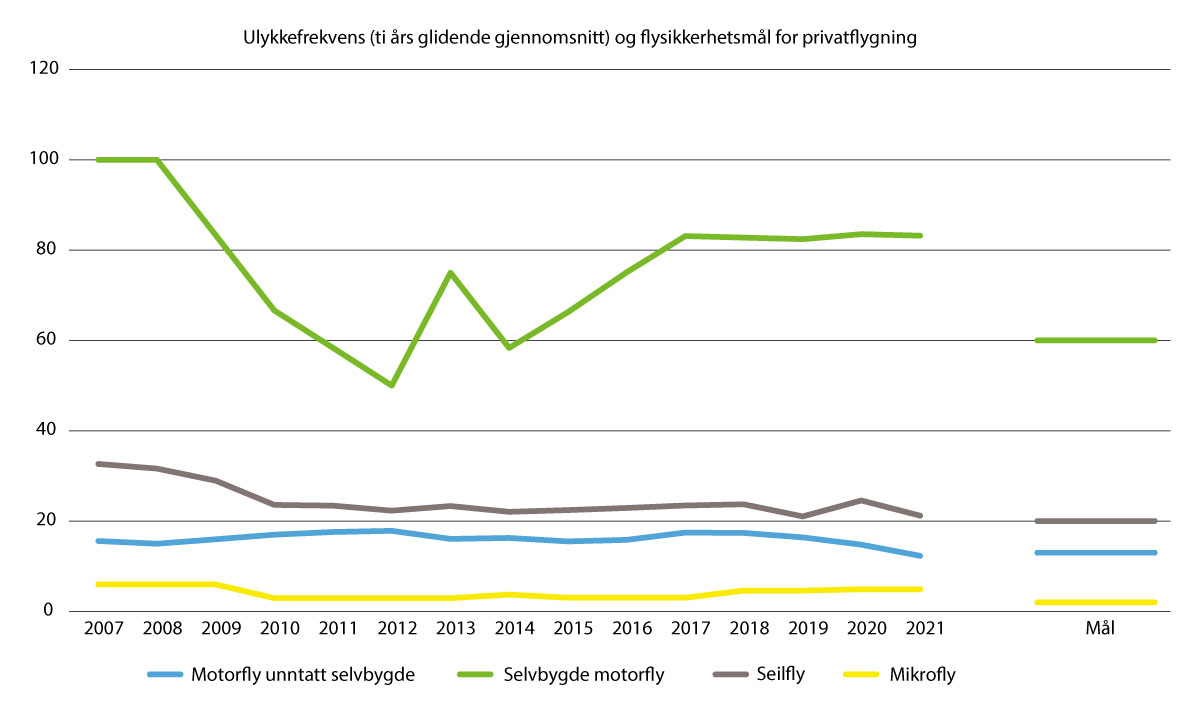 Ulykkefrekvens (ti års glidende gjennomsnitt) og flysikkerhetsmål for privatflygning
120
100
80
60
40
20
0
2007 2008 2009 2010 2011 2012 2013 2014 2015 2016 2017 2018 2019 2020 2021 Mål
Motorfly unntatt selvbygde Selvbygde motorfly Seilfly Mikrofly